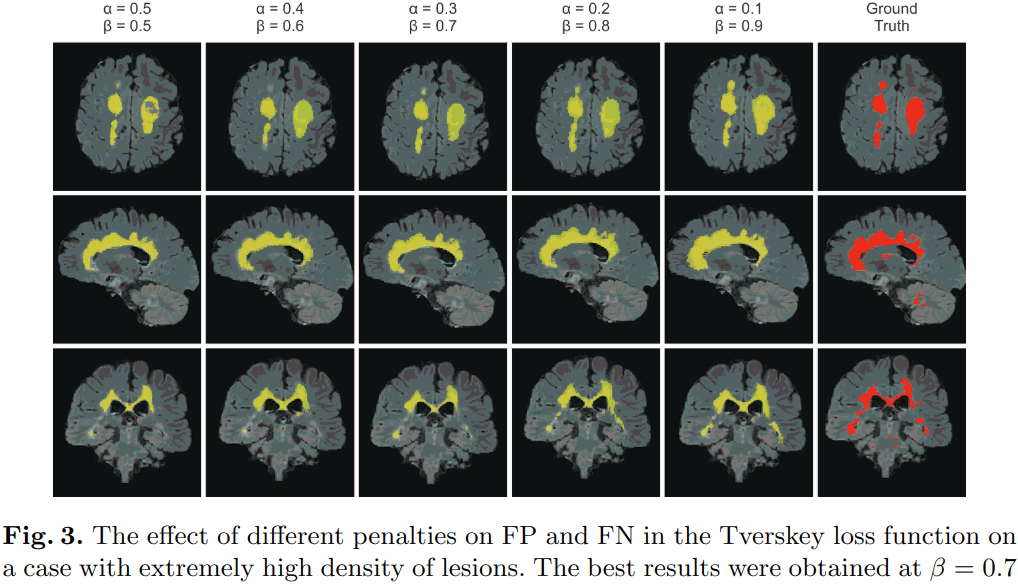 α = 0.5 α = 0.4 α = 0.3 α = 0.2 α = 0.1 Ground
β = 0.5 β = 0.6 β = 0.7 β = 0.8 β = 0.9 Truth
Fig. 3. The effect of different penalties on FP and FN in the Tverskey loss function on
a case with extremely high density of lesions. The best results were obtained at β = 0.7